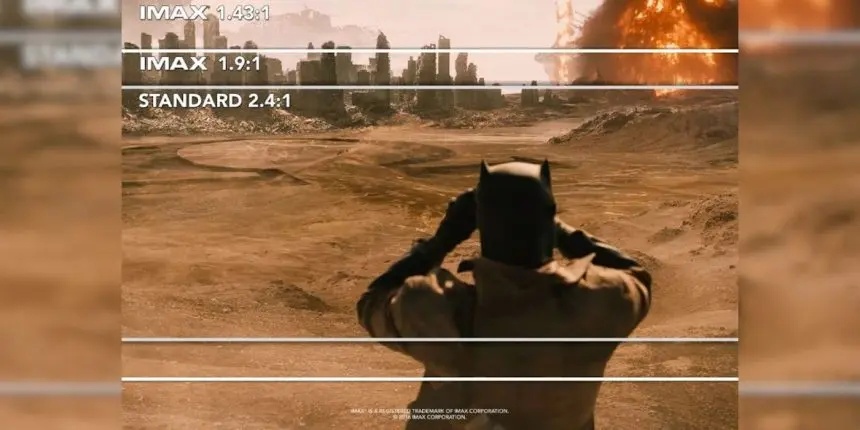 IMAX 1.43:1
IMAX 1.9:1
STANDARD 2.4:1
IMAX® IS A REGISTERED TRADEMARK OF IMAX CORPORATION.
© 2016 IMAX CORPORATION.